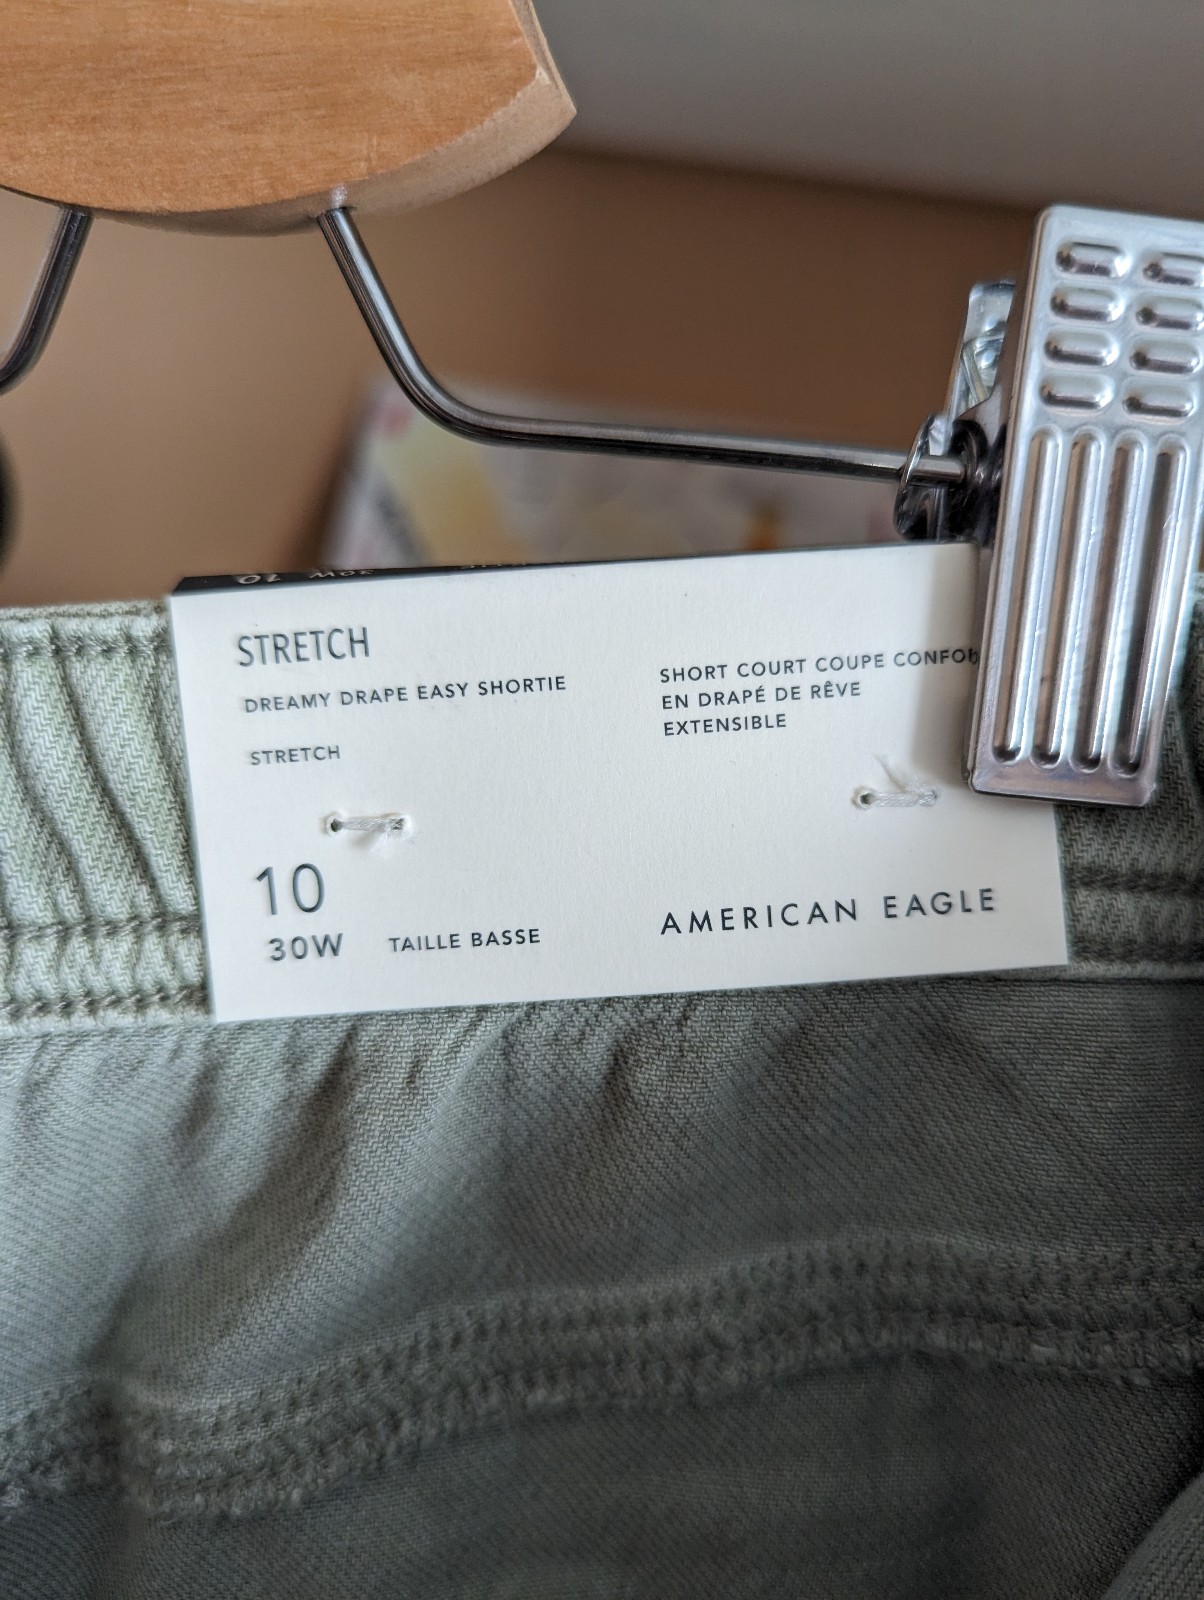 STRETCH
DREAMY DRAPE EASY SHORTIE
STRETCH
10
30W TAILLE BASSE
SHORT COURT COUPE
EN DRAPÉ DE RÊVE
EXTENSIBLE
AMERICAN EAGLE